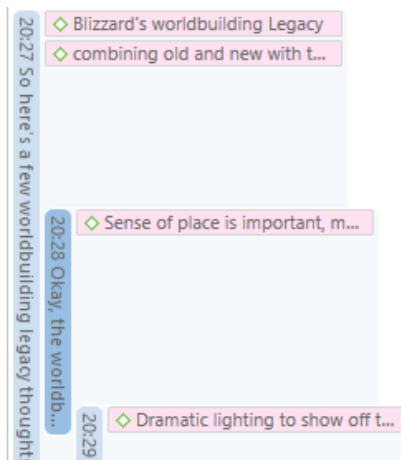 Blizzard's worldbuilding Legacy
combining old and new with t...
20:27 So here's a few worldbuilding legacy thoughts
Sense of place is important, m...
20:28 Okay, the worldb...
Dramatic lighting to show off t...
20:29